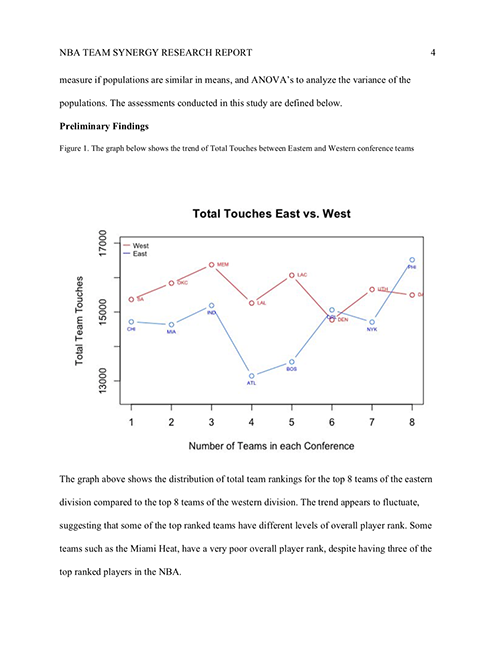 NBA TEAM SYNERGY RESEARCH REPORT 4
measure if populations are similar in means, and ANOVA's to analyze the variance of the
populations. The assessments conducted in this study are defined below.
Preliminary Findings
Figure 1. The graph below shows the trend of Total Touches between Eastern and Western conference teams
Total Touches East vs. West
Total Team Touches
17000
15000
13000
West
East
SA
OKC
MEM
LAL
LAC
DEN
UTH
CHI
MIA
IND
ATL
BOS
NYK
PHI
1 2 3 4 5 6 7 8
Number of Teams in each Conference
The graph above shows the distribution of total team rankings for the top 8 teams of the eastern
division compared to the top 8 teams of the western division. The trend appears to fluctuate,
suggesting that some of the top ranked teams have different levels of overall player rank. Some
teams such as the Miami Heat, have a very poor overall player rank, despite having three of the
top ranked players in the NBA.